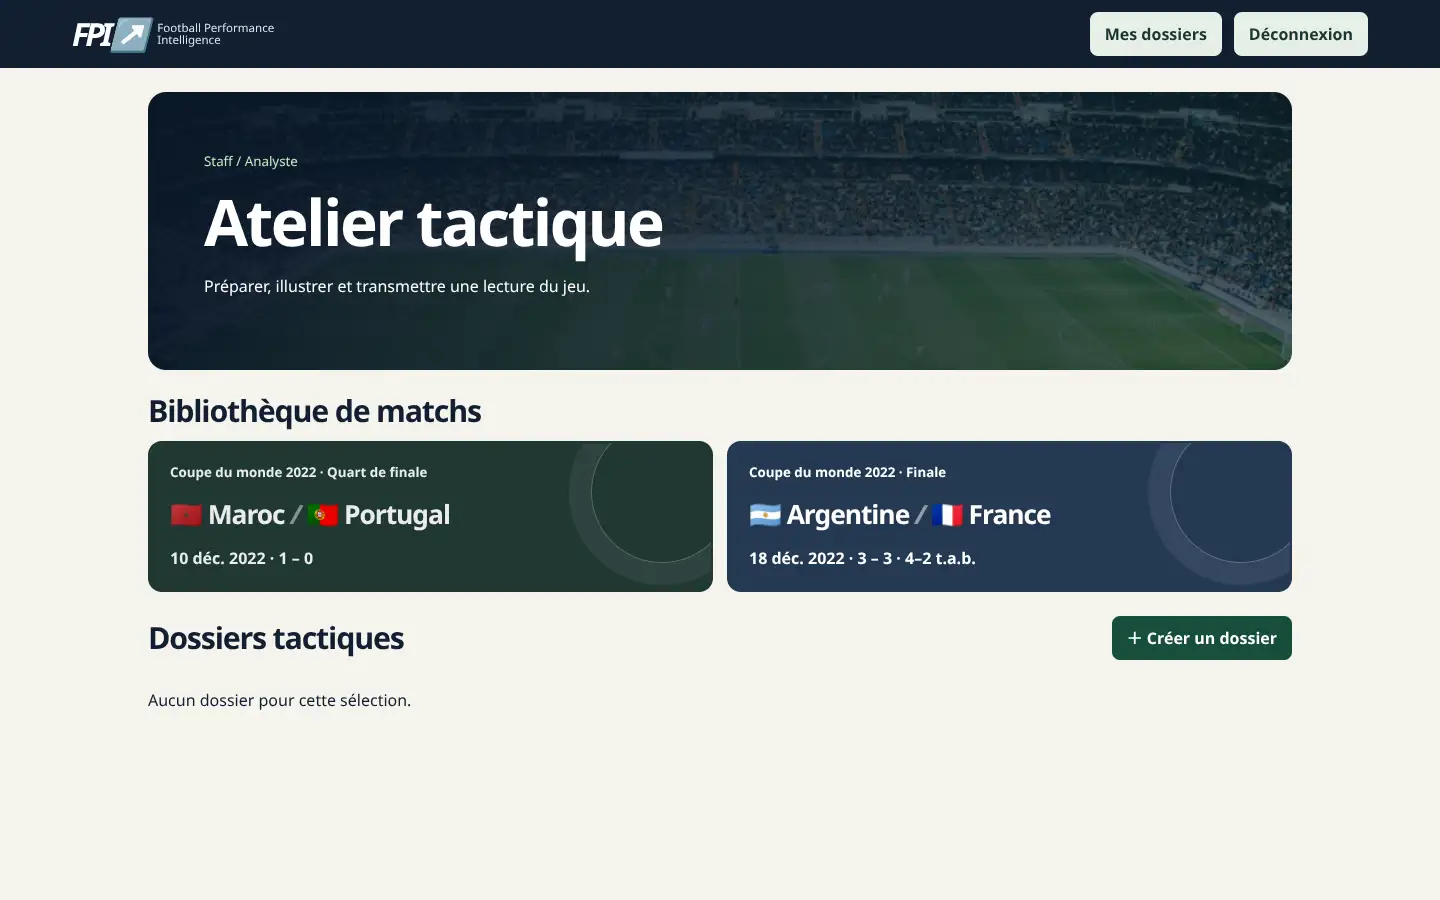 FPI Football Performance
Intelligence
Mes dossiers
Déconnexion
Staff / Analyste
Atelier tactique
Préparer, illustrer et transmettre une lecture du jeu.
Bibliothèque de matchs
Coupe du monde 2022 · Quart de finale
🇲🇦 Maroc / 🇵🇹 Portugal
10 déc. 2022 · 1 – 0
Coupe du monde 2022 · Finale
🇦🇷 Argentine / 🇫🇷 France
18 déc. 2022 · 3 – 3 · 4–2 t.a.b.
Dossiers tactiques
+ Créer un dossier
Aucun dossier pour cette sélection.